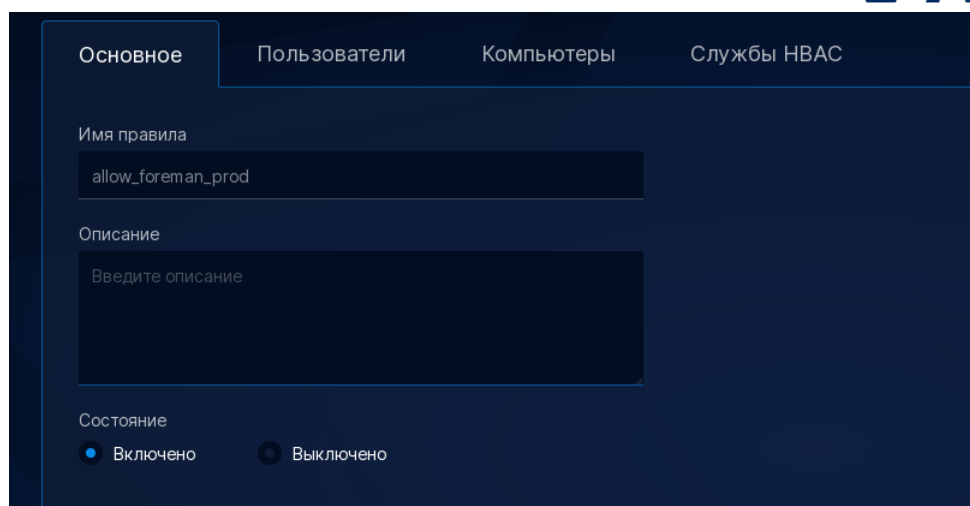 Основное Пользователи Компьютеры Службы HBAC
Имя правила
allow_foreman_prod
Описание
Введите описание
Состояние
Включено Выключено